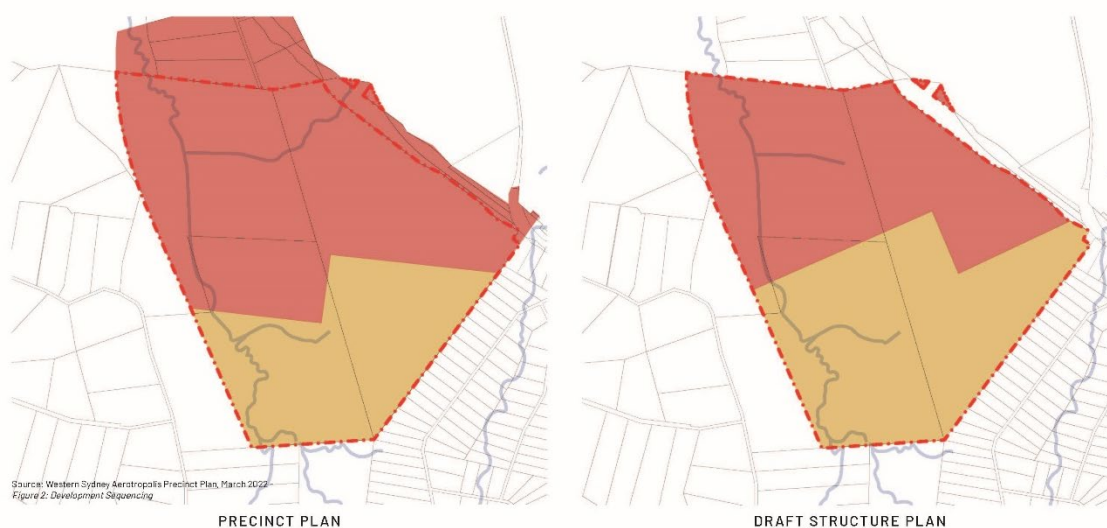 Source: Western Sydney Aerotropolis Precinct Plan, March 2022 -
Figure 2: Development Sequencing
PRECINCT PLAN
DRAFT STRUCTURE PLAN